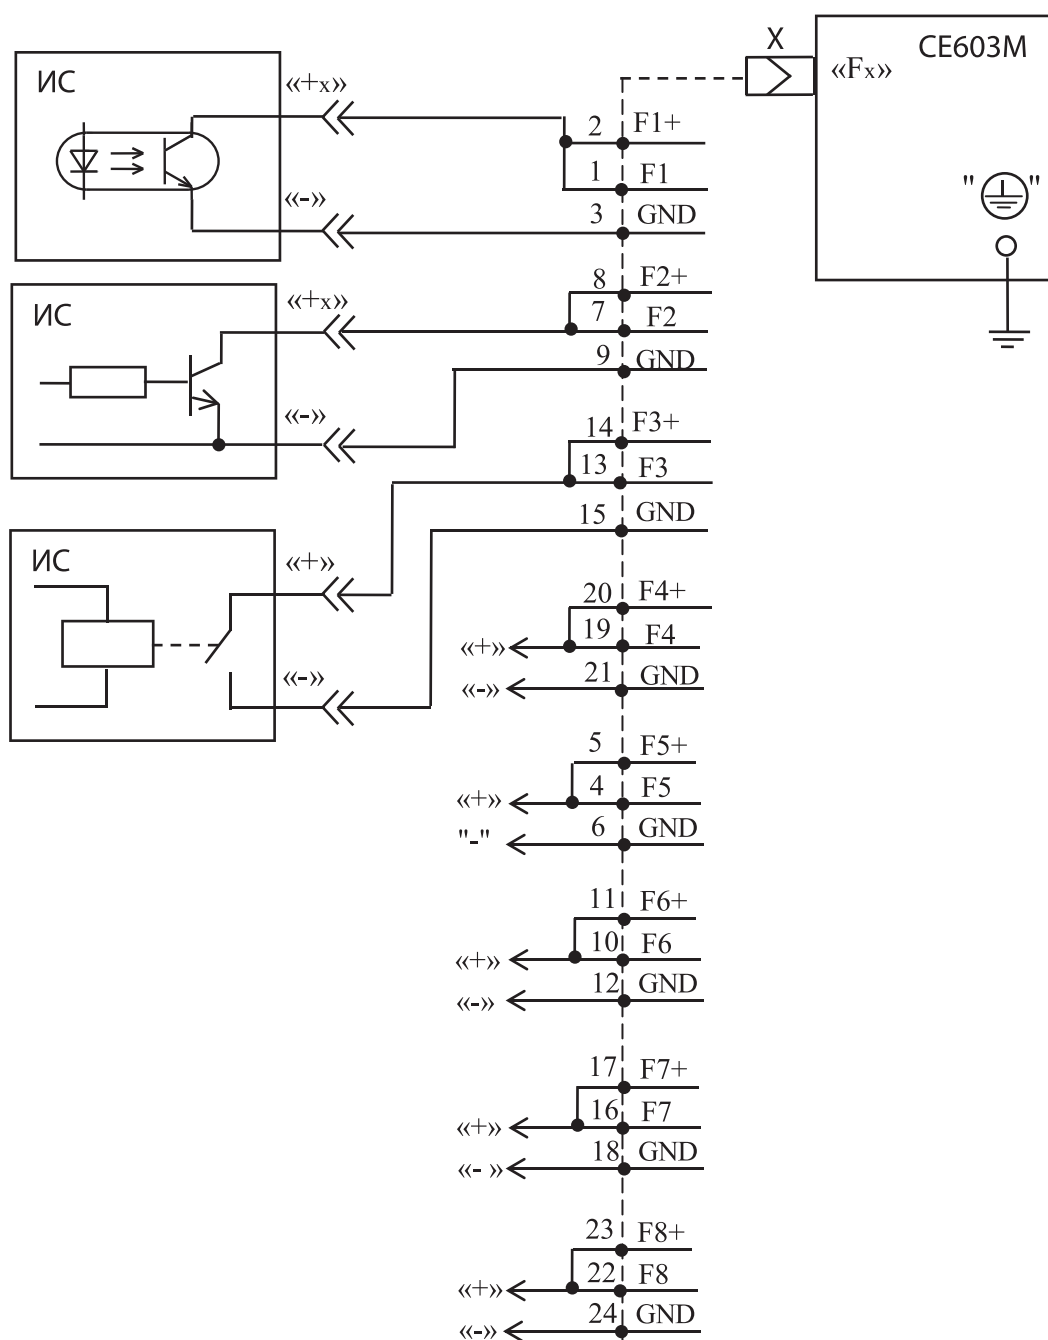 X
CE603M
«Fx»
" "
ИС
«+x»
«-»
2 F1+
1 F1
3 GND
ИС
«+x»
«-»
8 F2+
7 F2
9 GND
14 F3+
13 F3
15 GND
ИС
«+»
«-»
20 F4+
«+» 19 F4
«-» 21 GND
5 F5+
«+» 4 F5
"-" 6 GND
11 F6+
«+» 10 F6
«-» 12 GND
17 F7+
«+» 16 F7
«- » 18 GND
23 F8+
«+» 22 F8
«-» 24 GND